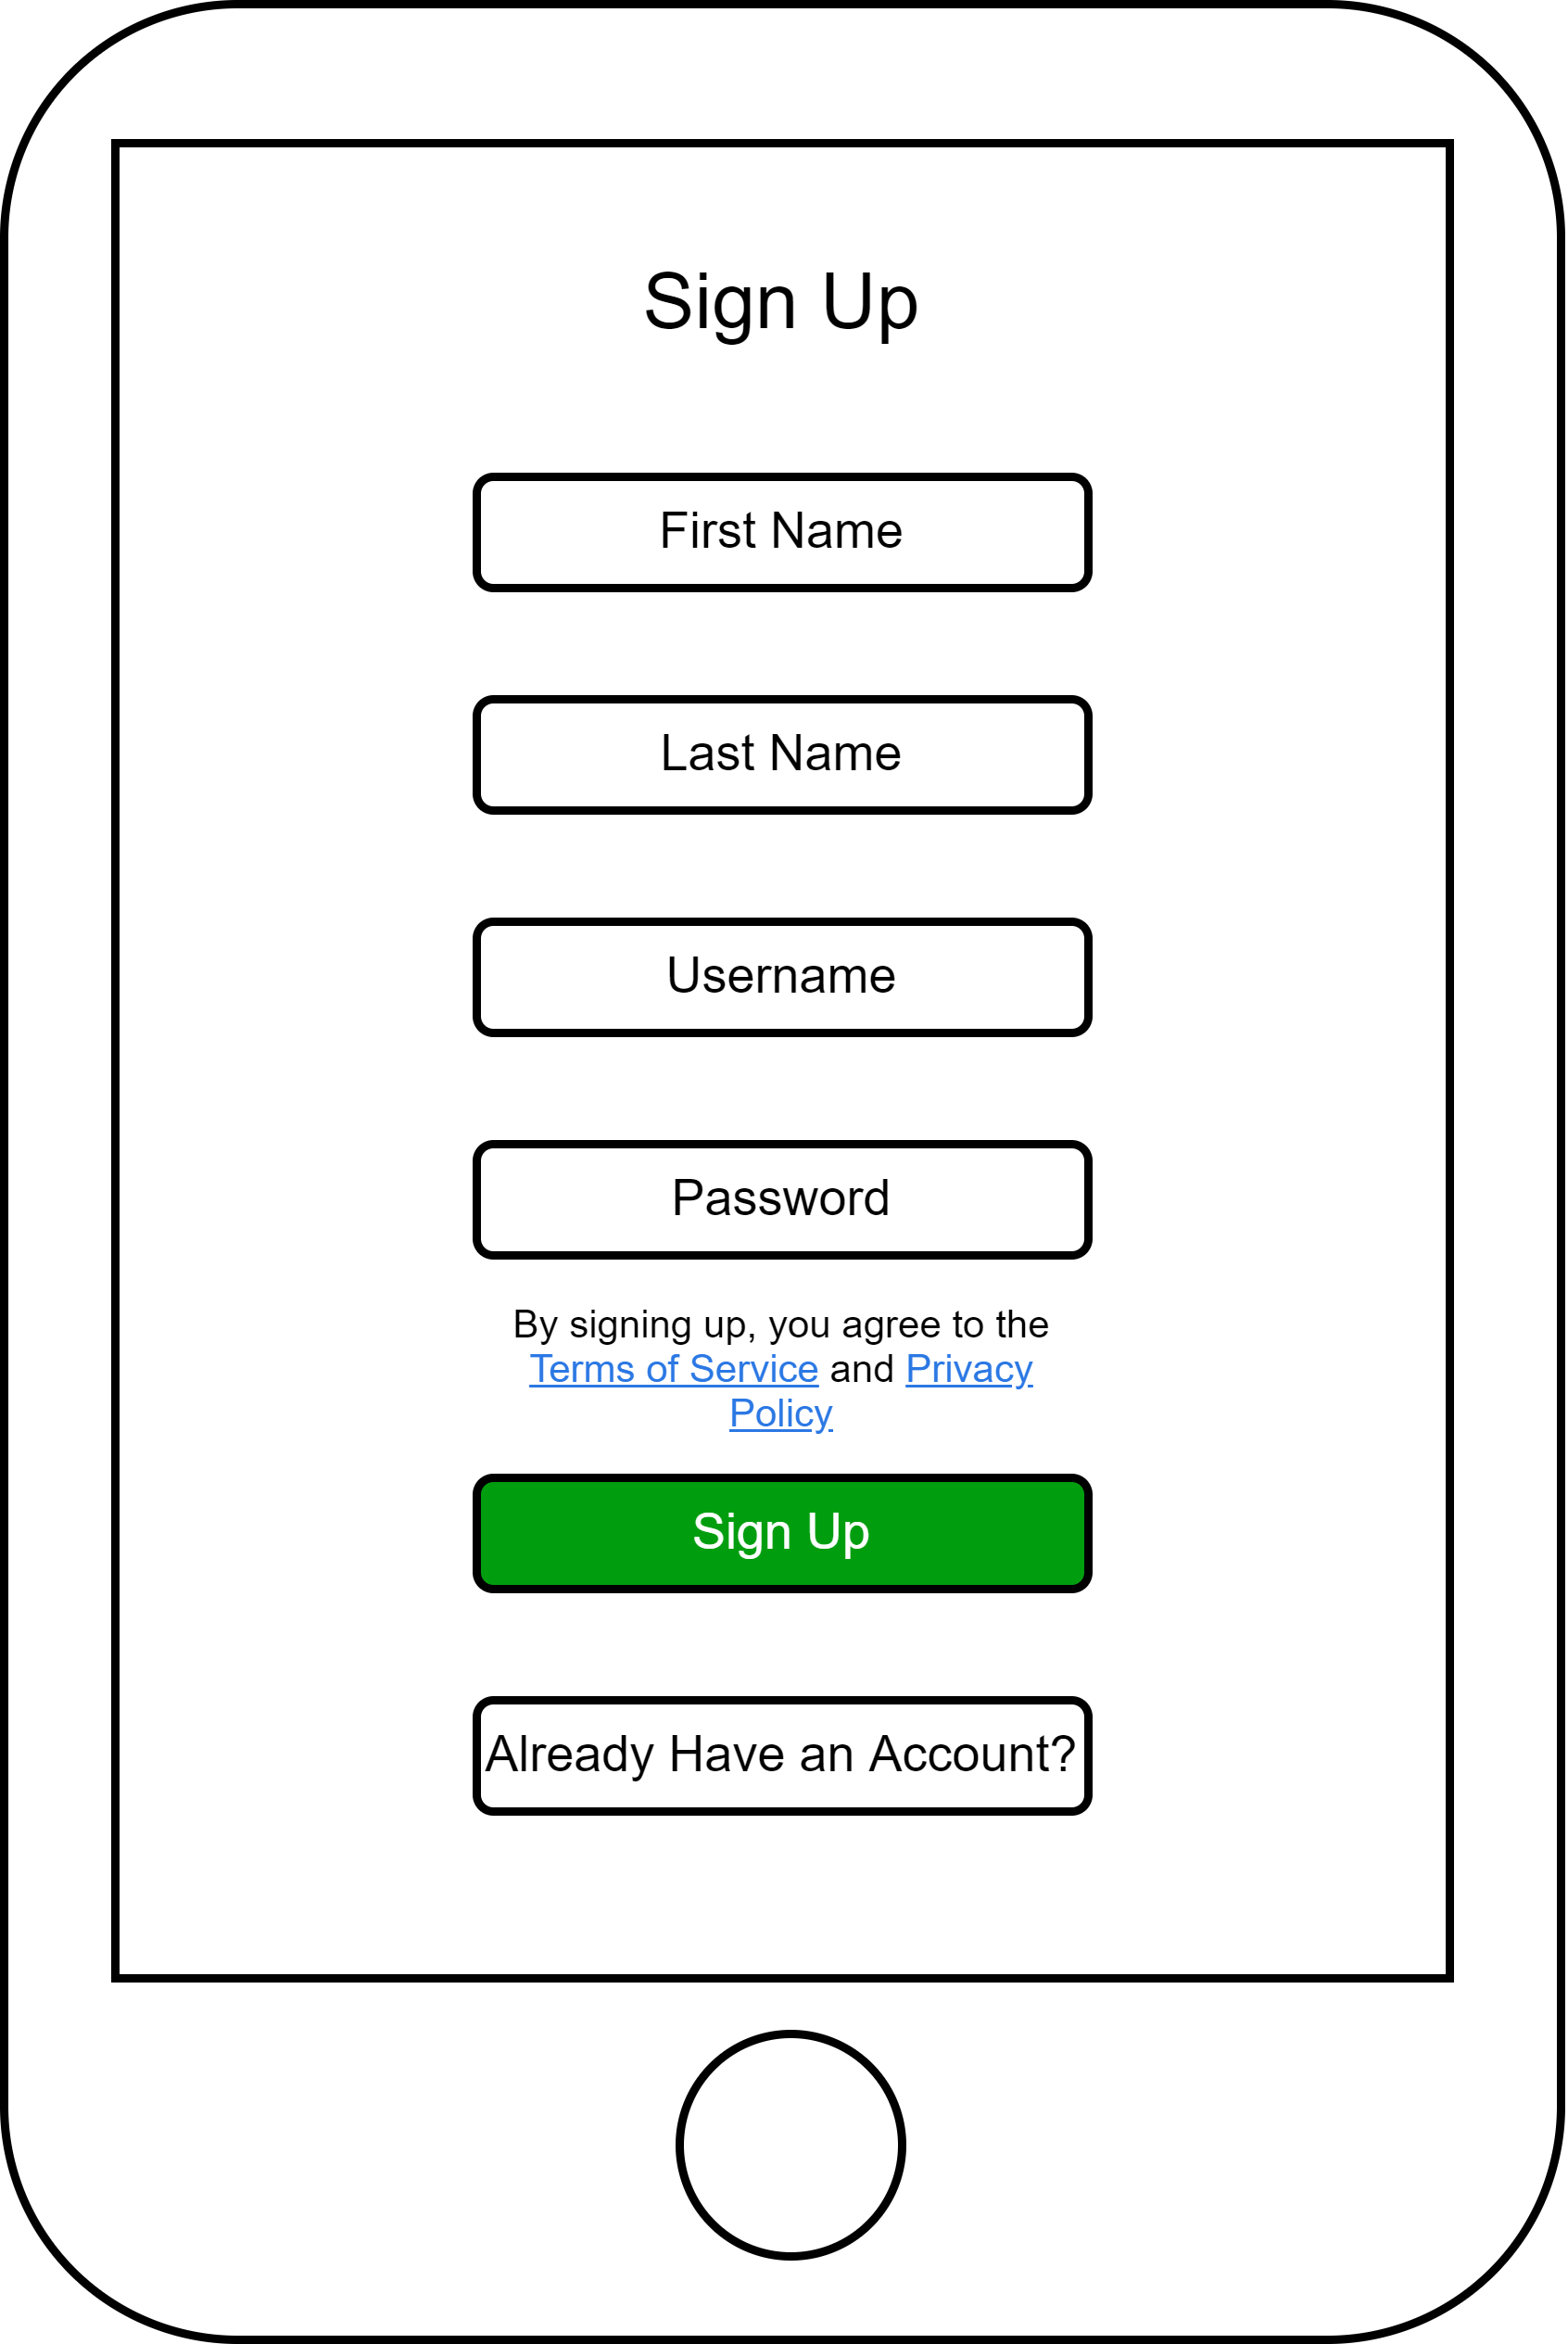 Sign Up
First Name
Last Name
Username
Password
By signing up, you agree to the
Terms of Service and Privacy
Policy
Sign Up
Already Have an Account?